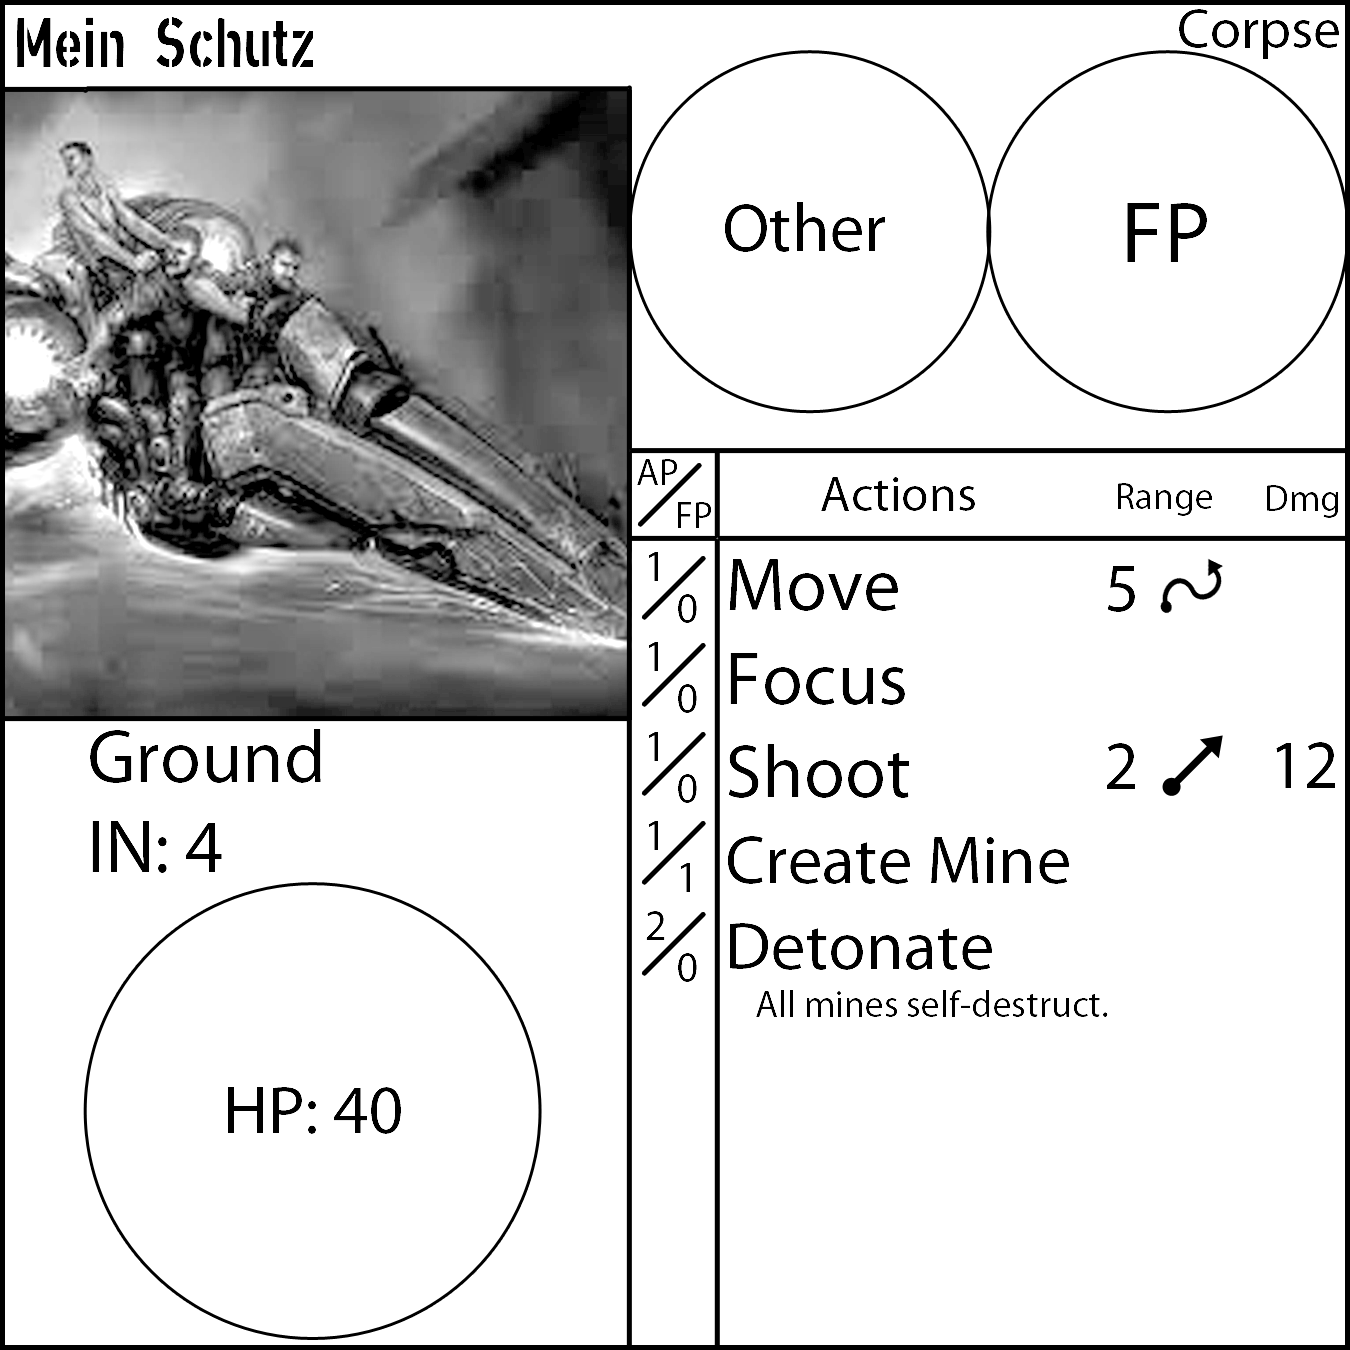 Mein Schutz
Corpse
Other
FP
AP/FP Actions Range Dmg
1/0 Move 5
1/0 Focus
1/0 Shoot 2 12
1/1 Create Mine
2/0 Detonate
All mines self-destruct.
Ground
IN: 4
HP: 40